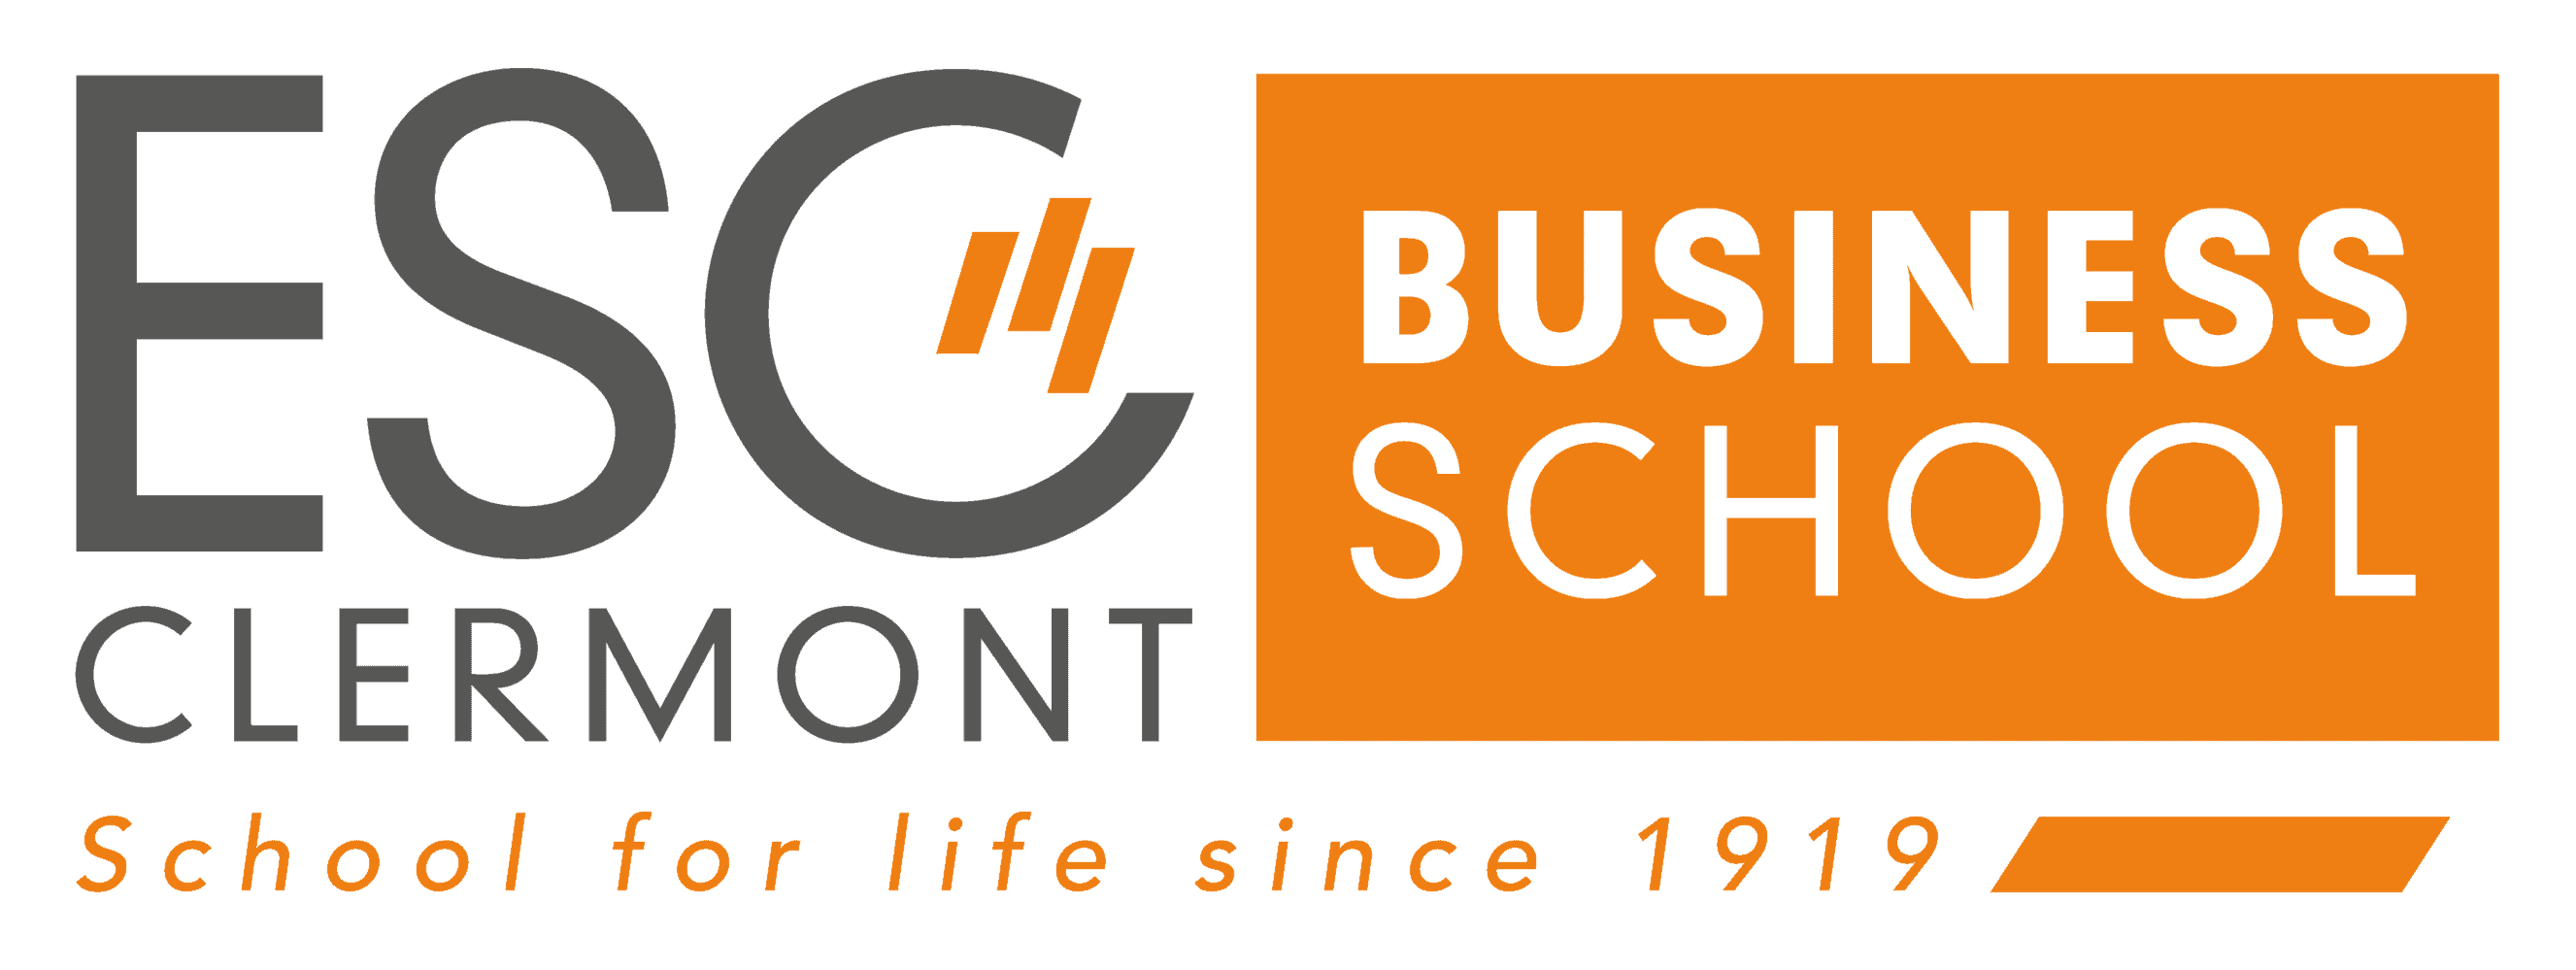 ESC
CLERMONT
BUSINESS
SCHOOL
School for life since 1919